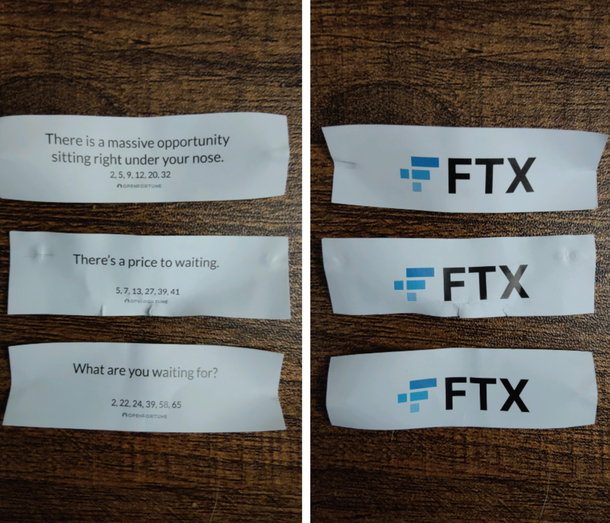 There is a massive opportunity
sitting right under your nose.
2, 5, 9, 12, 20, 32
OPENFORTUNE
There's a price to waiting.
5, 7, 13, 27, 39, 41
What are you waiting for?
2, 22, 24, 39, 58, 65
OPENFORTUNE
FTX
FTX
FTX